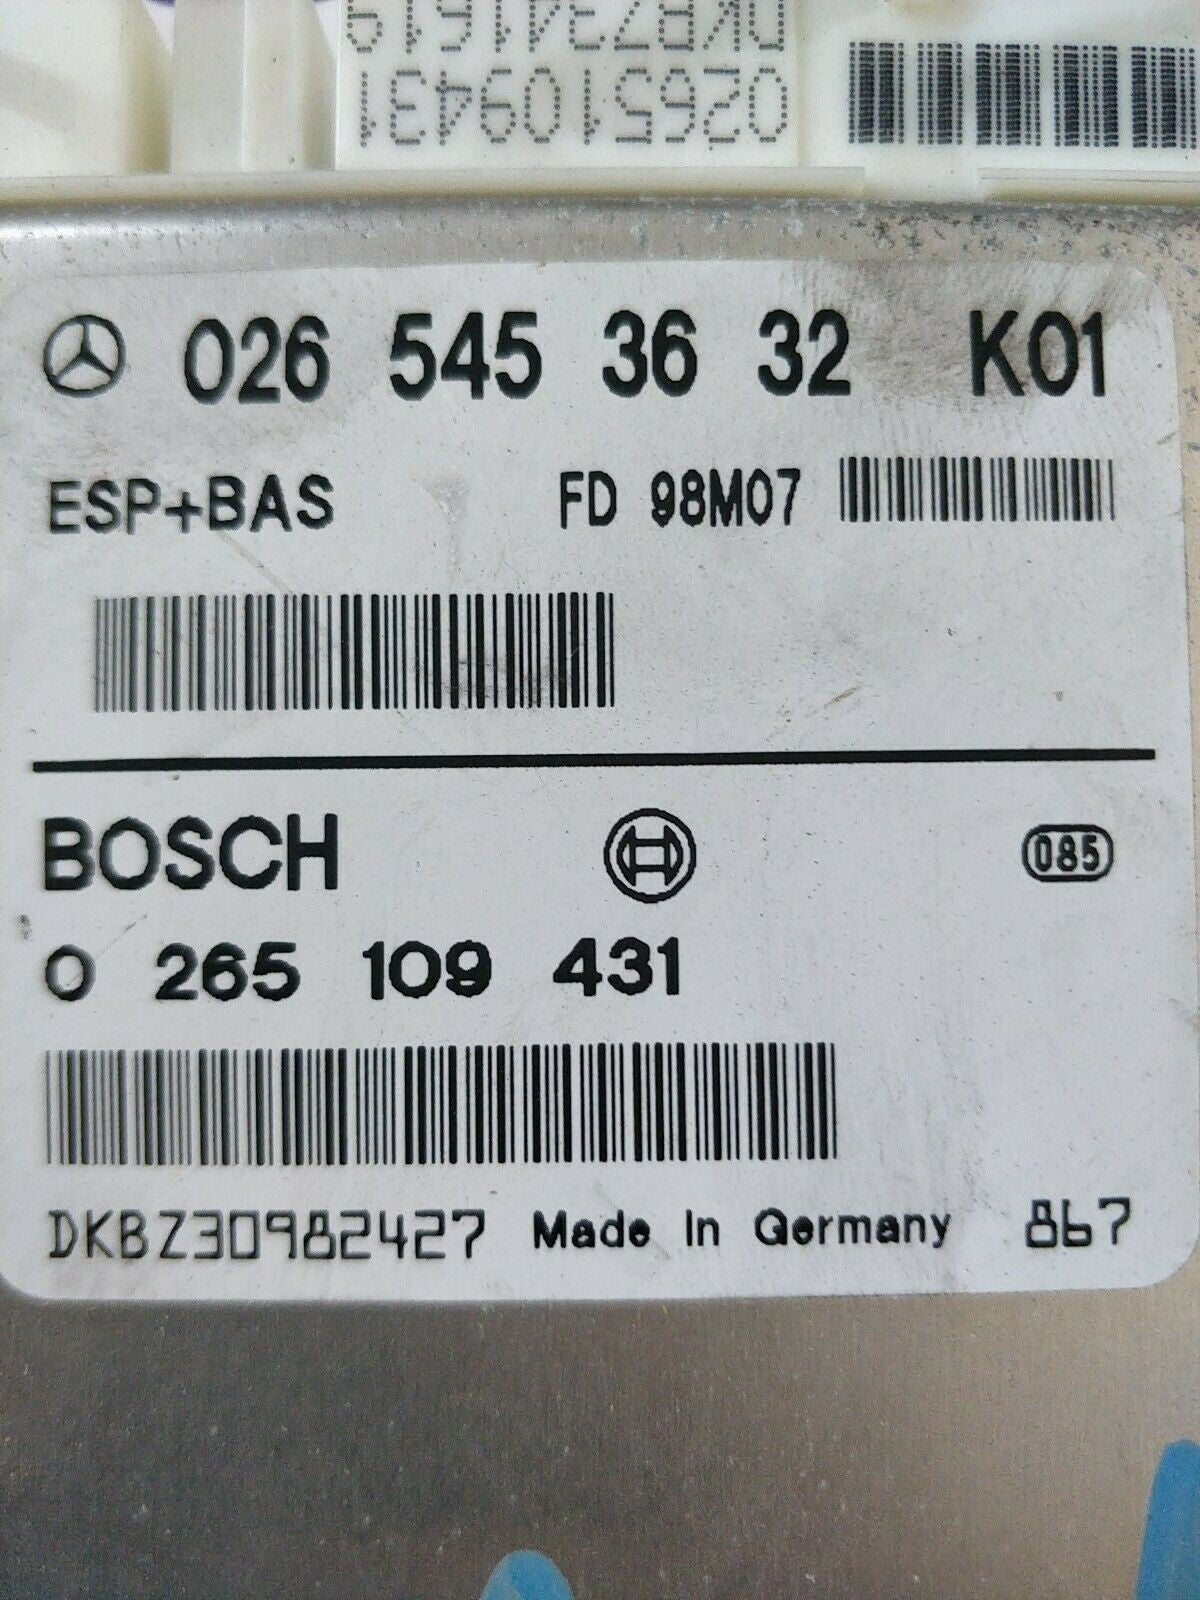 DKBZ341619
0265109431
026 545 36 32 K01
ESP+BAS FD 98M07
BOSCH 085
0 265 109 431
DKBZ30982427 Made In Germany 867